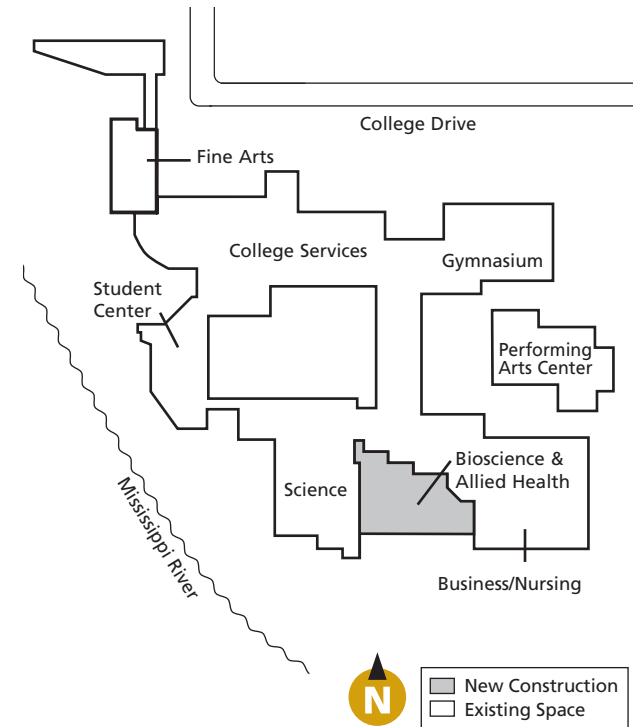 College Drive
Fine Arts
College Services
Gymnasium
Student
Center
Performing
Arts Center
Bioscience &
Allied Health
Science
Mississippi River
Business/Nursing
N
New Construction
Existing Space